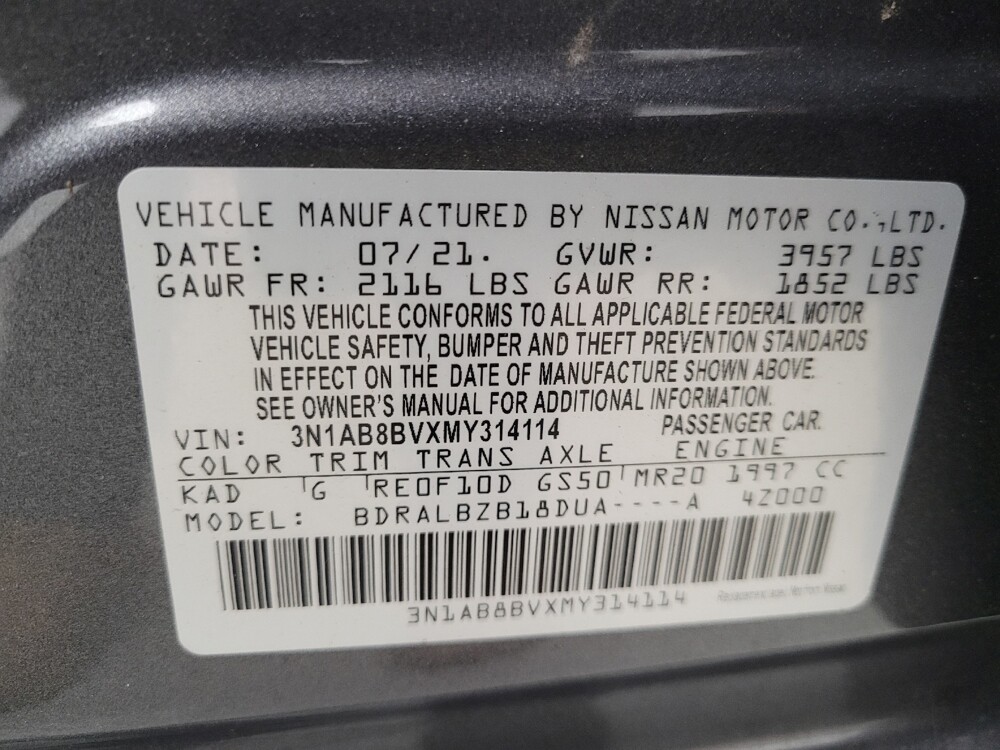 VEHICLE MANUFACTURED BY NISSAN MOTOR CO.,LTD.
DATE: 07/21. GVWR: 3957 LBS
GAWR FR: 2116 LBS GAWR RR: 1852 LBS
THIS VEHICLE CONFORMS TO ALL APPLICABLE FEDERAL MOTOR
VEHICLE SAFETY, BUMPER AND THEFT PREVENTION STANDARDS
IN EFFECT ON THE DATE OF MANUFACTURE SHOWN ABOVE.
SEE OWNER'S MANUAL FOR ADDITIONAL INFORMATION.
VIN: 3N1AB8BVXMY314114 PASSENGER CAR.
COLOR TRIM TRANS AXLE ENGINE
KAD G RE0F10D GS50 MR20 1997 CC
MODEL: BDRALBZB18DUA----A 4Z000
3N1AB8BVXMY314114